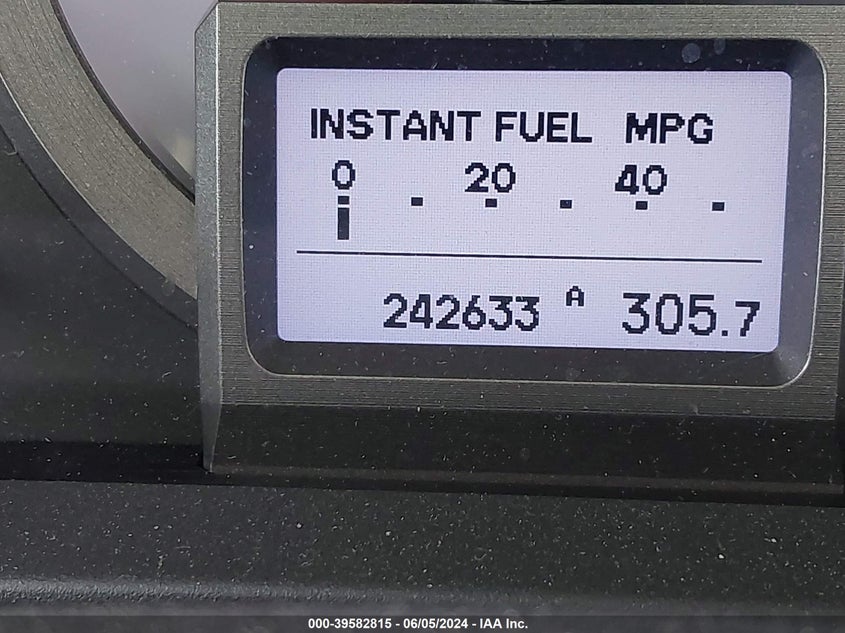 INSTANT FUEL MPG
0 20 40
242633 A 305.7
000-39582815 - 06/05/2024 - IAA Inc.